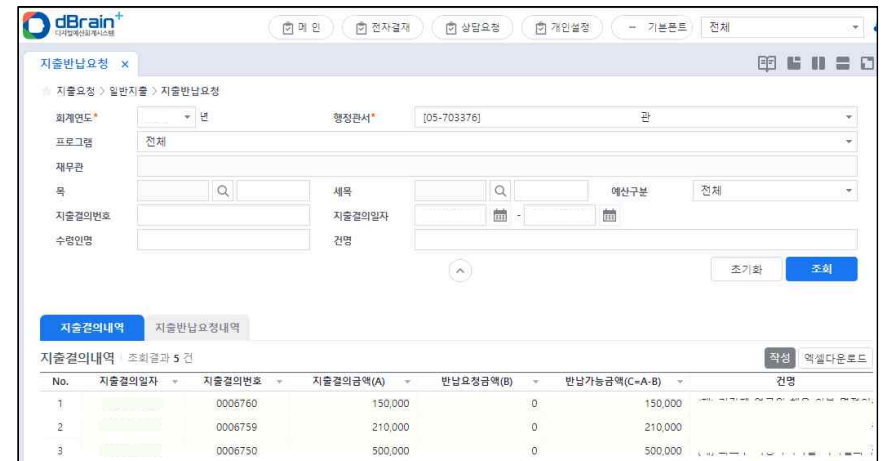 dBrain+
디지털예산회계시스템
메 인 전자결재 상담요청 개인설정 - 기본폰트 전체
지출반납요청 ×
지출요청 > 일반지출 > 지출반납요청
회계연도* 년 행정관서* [05-703376] 관
프로그램 전체
재무관
목 세목 예산구분 전체
지출결의번호 지출결의일자 -
수령인명 건명
초기화 조회
지출결의내역 지출반납요청내역
지출결의내역 조회결과 5 건 작성 엑셀다운로드
No. 지출결의일자 지출결의번호 지출결의금액(A) 반납요청금액(B) 반납가능금액(C=A-B) 건명
1 0006760 150,000 0 150,000
2 0006759 210,000 0 210,000
3 0006750 500,000 0 500,000